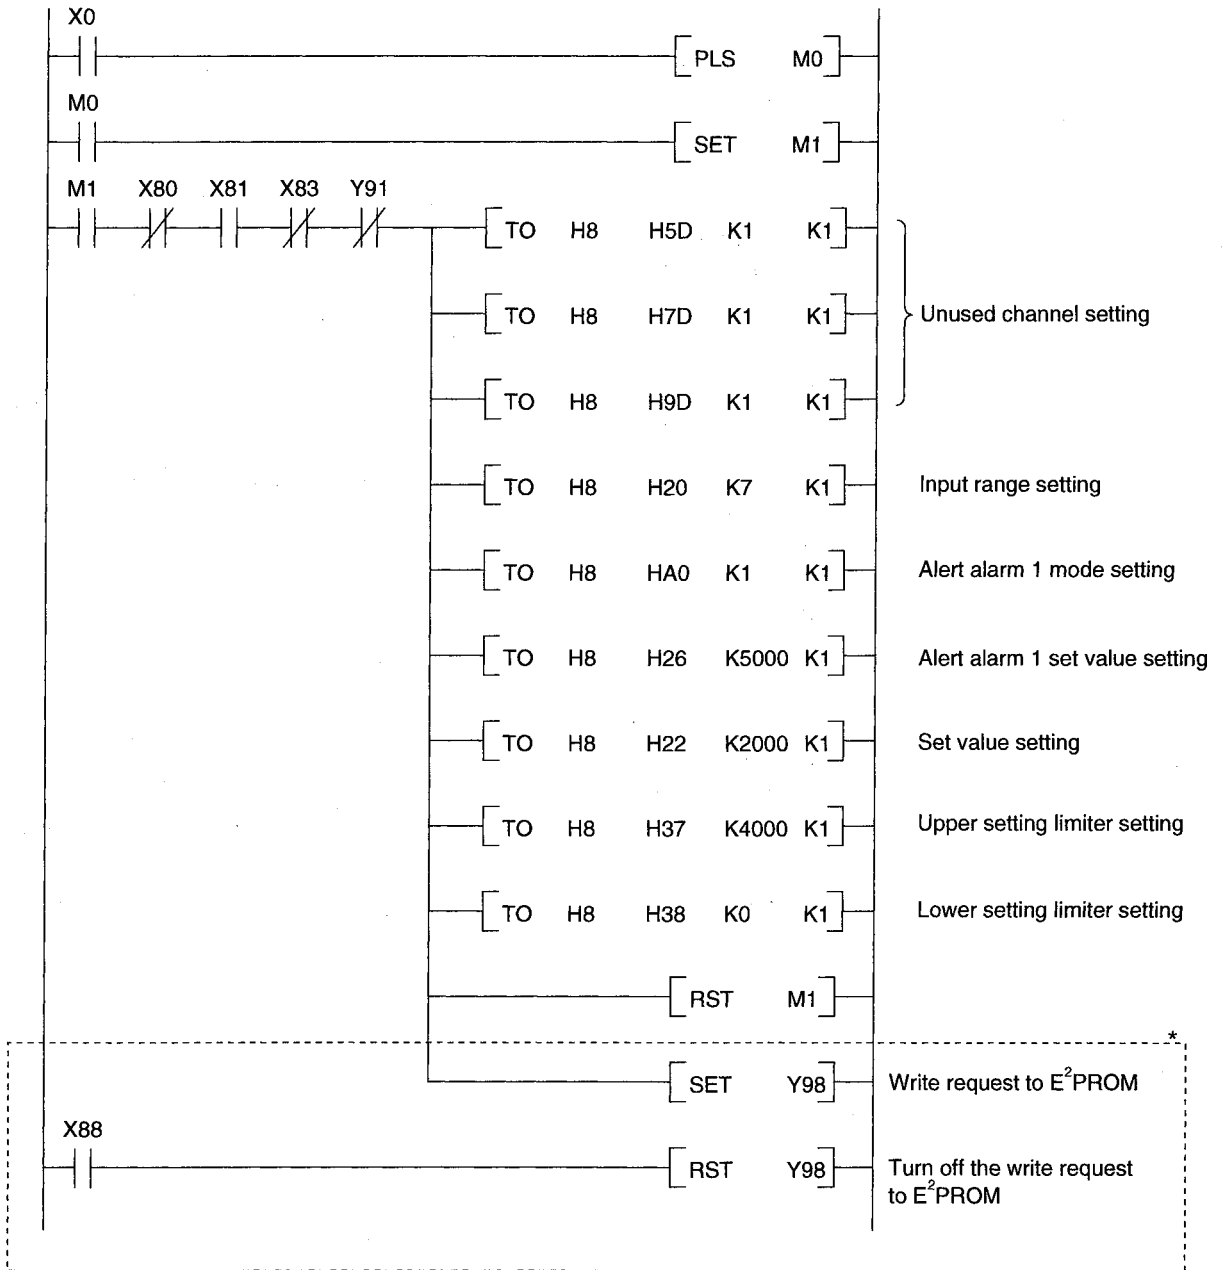 X0
PLS M0
M0
SET M1
M1 X80 X81 X83 Y91
TO H8 H5D K1 K1
TO H8 H7D K1 K1
Unused channel setting
TO H8 H9D K1 K1
TO H8 H20 K7 K1
Input range setting
TO H8 HA0 K1 K1
Alert alarm 1 mode setting
TO H8 H26 K5000 K1
Alert alarm 1 set value setting
TO H8 H22 K2000 K1
Set value setting
TO H8 H37 K4000 K1
Upper setting limiter setting
TO H8 H38 K0 K1
Lower setting limiter setting
RST M1
*
SET Y98
Write request to E²PROM
X88
RST Y98
Turn off the write request
to E²PROM